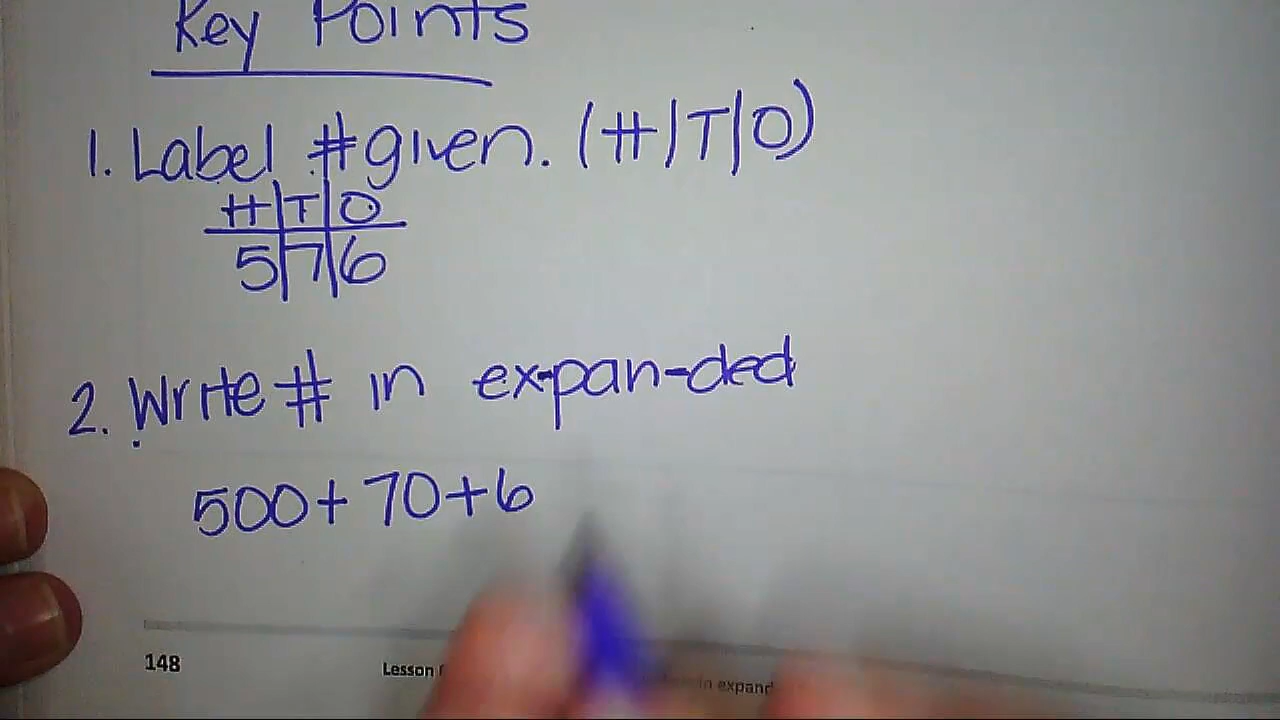 Key Points
1. Label # given. (H|T|O)
H|T|O
5|7|6
2. Write # in ex-pan-ded
500+70+6
148 Lesson in expand